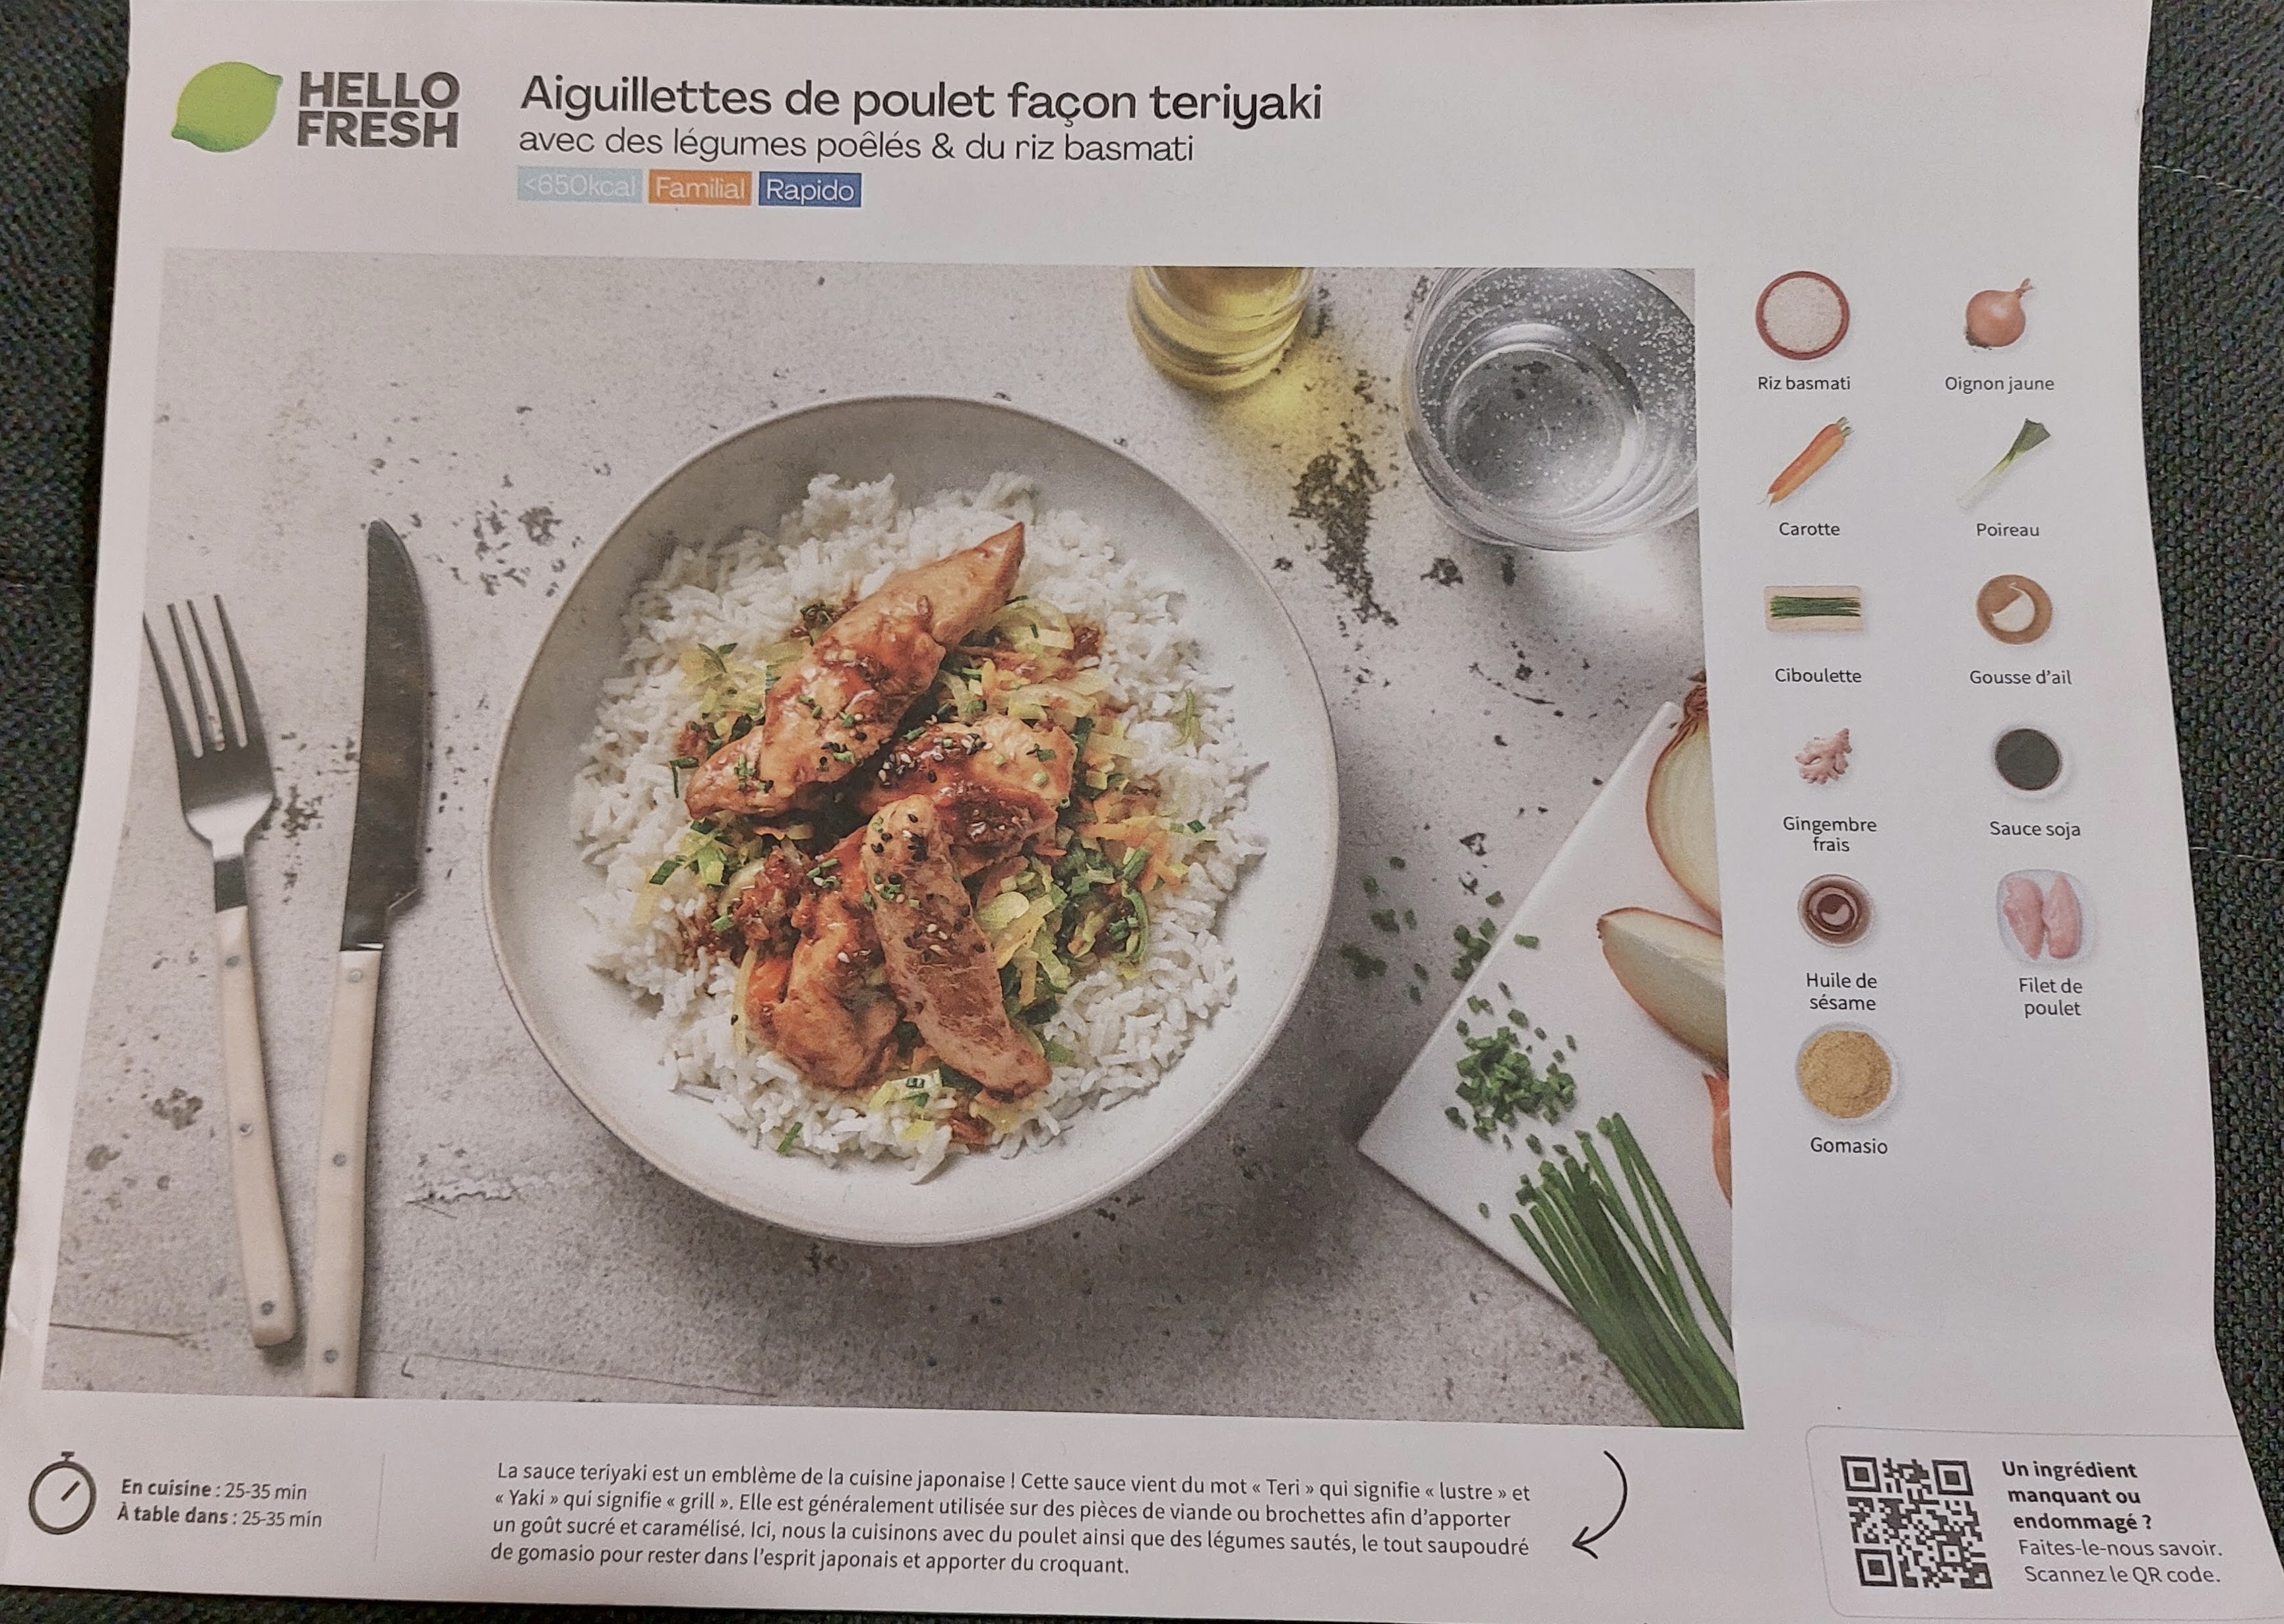 HELLO
FRESH
Aiguillettes de poulet façon teriyaki
avec des légumes poêlés & du riz basmati
<650kcal Familial Rapido
Riz basmati
Oignon jaune
Carotte
Poireau
Ciboulette
Gousse d'ail
Gingembre
frais
Sauce soja
Huile de
sésame
Filet de
poulet
Gomasio
En cuisine : 25-35 min
À table dans : 25-35 min
La sauce teriyaki est un emblème de la cuisine japonaise ! Cette sauce vient du mot « Teri » qui signifie « lustre » et
« Yaki » qui signifie « grill ». Elle est généralement utilisée sur des pièces de viande ou brochettes afin d'apporter
un goût sucré et caramélisé. Ici, nous la cuisinons avec du poulet ainsi que des légumes sautés, le tout saupoudré
de gomasio pour rester dans l'esprit japonais et apporter du croquant.
Un ingrédient
manquant ou
endommagé ?
Faites-le-nous savoir.
Scannez le QR code.